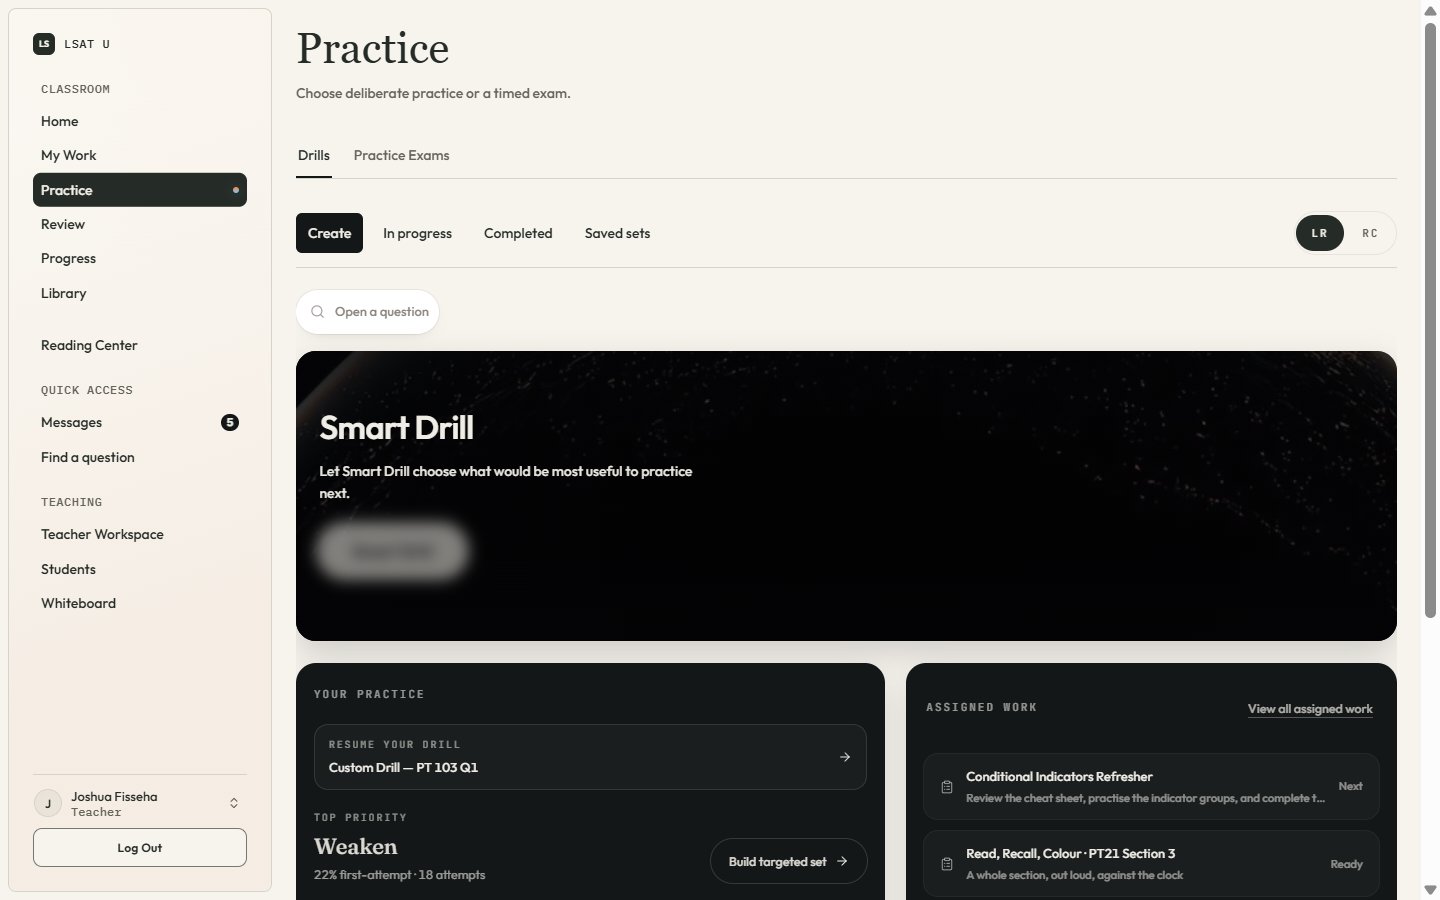 LS LSAT U
CLASSROOM
Home
My Work
Practice
Review
Progress
Library
Reading Center
QUICK ACCESS
Messages 5
Find a question
TEACHING
Teacher Workspace
Students
Whiteboard
J Joshua Fisseha
Teacher
Log Out
Practice
Choose deliberate practice or a timed exam.
Drills Practice Exams
Create In progress Completed Saved sets LR RC
Open a question
Smart Drill
Let Smart Drill choose what would be most useful to practice
next.
YOUR PRACTICE
RESUME YOUR DRILL
Custom Drill — PT 103 Q1
TOP PRIORITY
Weaken
22% first-attempt · 18 attempts
Build targeted set
ASSIGNED WORK View all assigned work
Conditional Indicators Refresher
Review the cheat sheet, practise the indicator groups, and complete t...
Next
Read, Recall, Colour · PT21 Section 3
A whole section, out loud, against the clock
Ready